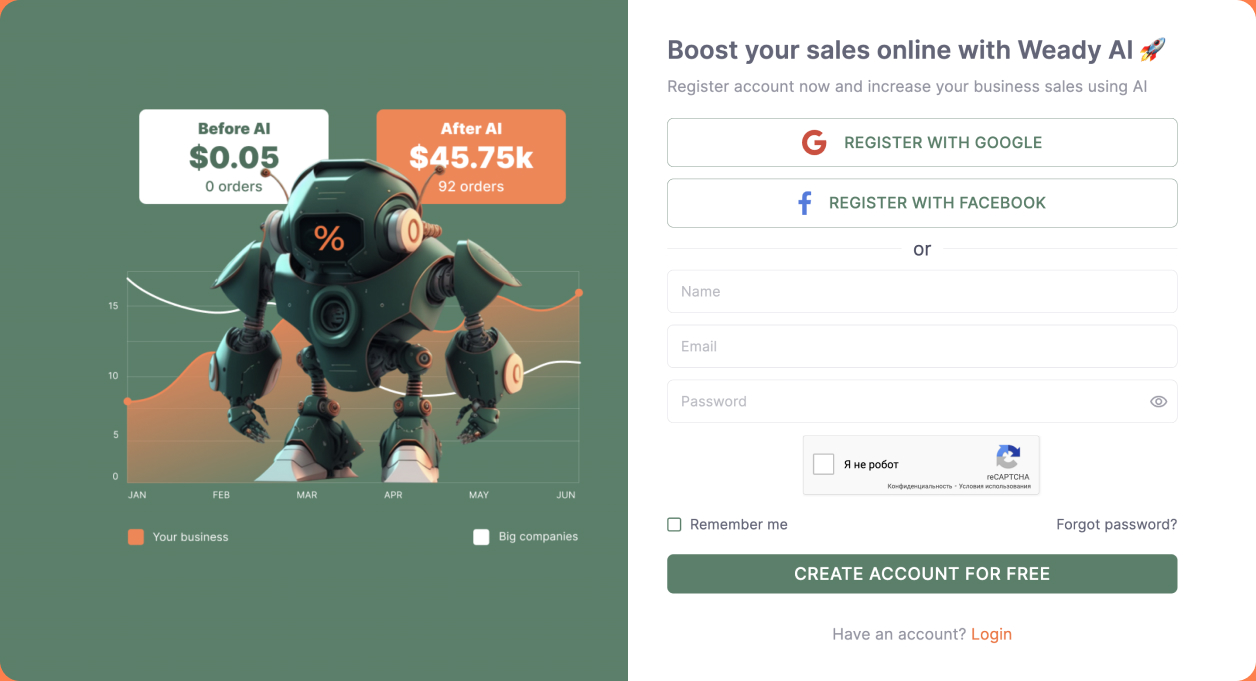 Before AI
$0.05
0 orders
After AI
$45.75k
92 orders
%
15
10
5
0
JAN FEB MAR APR MAY JUN
Your business
Big companies
Boost your sales online with Weady AI 🚀
Register account now and increase your business sales using AI
REGISTER WITH GOOGLE
REGISTER WITH FACEBOOK
or
Name
Email
Password
Я не робот
reCAPTCHA
Конфиденциальность - Условия использования
Remember me
Forgot password?
CREATE ACCOUNT FOR FREE
Have an account? Login